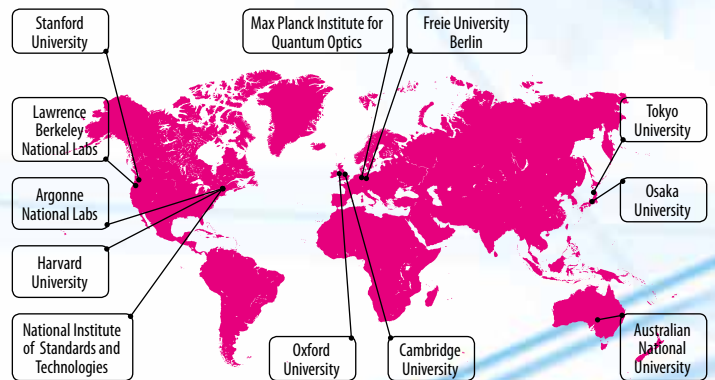 Stanford
University
Max Planck Institute for
Quantum Optics
Freie University
Berlin
Lawrence
Berkeley
National Labs
Tokyo
University
Argonne
National Labs
Osaka
University
Harvard
University
National Institute
of Standards and
Technologies
Oxford
University
Cambridge
University
Australian
National
University